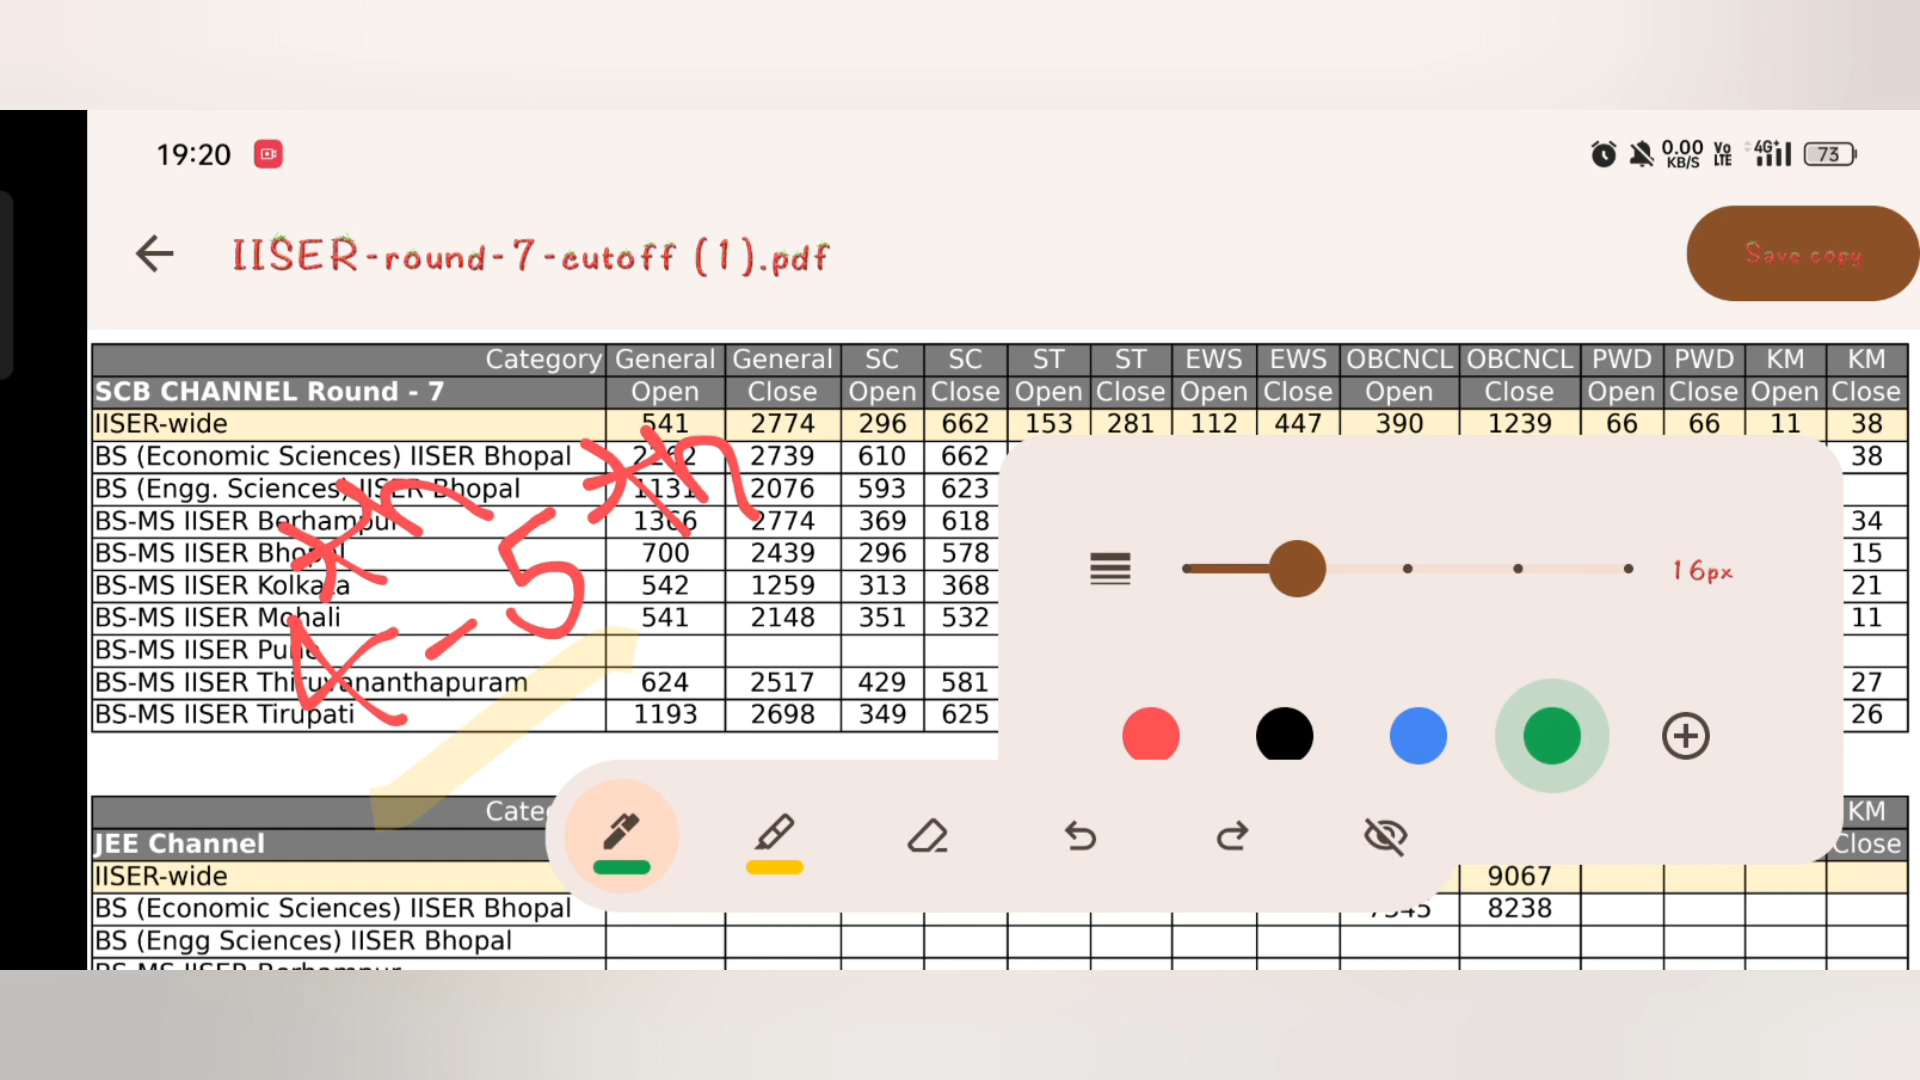 19:20 0.00 KB/S Vo LTE 4G+ 73
IISER-round-7-cutoff (1).pdf Save copy
Category General General SC SC ST ST EWS EWS OBCNCL OBCNCL PWD PWD KM KM
SCB CHANNEL Round - 7 Open Close Open Close Open Close Open Close Open Close Open Close Open Close
IISER-wide 541 2774 296 662 153 281 112 447 390 1239 66 66 11 38
BS (Economic Sciences) IISER Bhopal 2739 610 662 38
BS (Engg. Sciences) IISER Bhopal 1131 2076 593 623
BS-MS IISER Berhampur 1366 2774 369 618 34
BS-MS IISER Bhopal 700 2439 296 578 15
BS-MS IISER Kolkata 542 1259 313 368 21
BS-MS IISER Mohali 541 2148 351 532 11
BS-MS IISER Pune
BS-MS IISER Thiruvananthapuram 624 2517 429 581 27
BS-MS IISER Tirupati 1193 2698 349 625 26
4 - 5
16px
KM
JEE Channel Close
IISER-wide 9067
BS (Economic Sciences) IISER Bhopal 8238
BS (Engg Sciences) IISER Bhopal